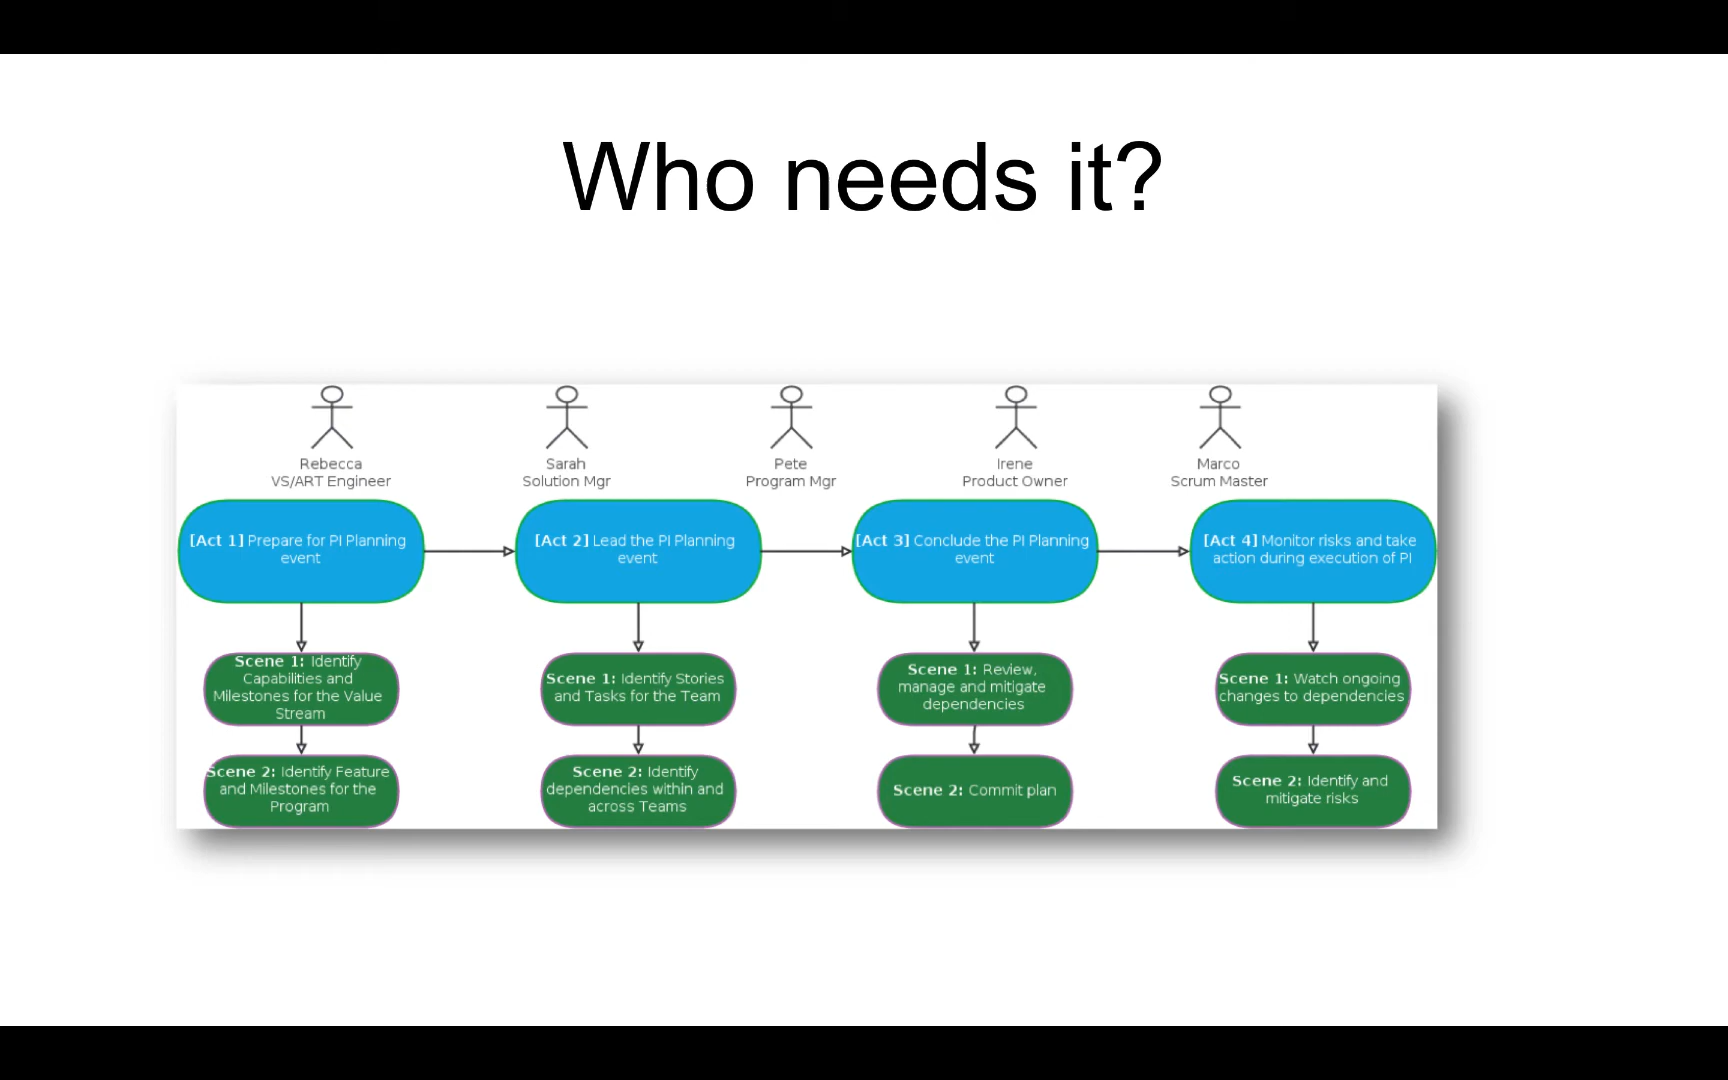 Who needs it?
Rebecca
VS/ART Engineer
Sarah
Solution Mgr
Pete
Program Mgr
Irene
Product Owner
Marco
Scrum Master
[Act 1] Prepare for PI Planning
event
[Act 2] Lead the PI Planning
event
[Act 3] Conclude the PI Planning
event
[Act 4] Monitor risks and take
action during execution of PI
Scene 1: Identify
Capabilities and
Milestones for the Value
Stream
Scene 1: Identify Stories
and Tasks for the Team
Scene 1: Review,
manage and mitigate
dependencies
Scene 1: Watch ongoing
changes to dependencies
Scene 2: Identify Feature
and Milestones for the
Program
Scene 2: Identify
dependencies within and
across Teams
Scene 2: Commit plan
Scene 2: Identify and
mitigate risks